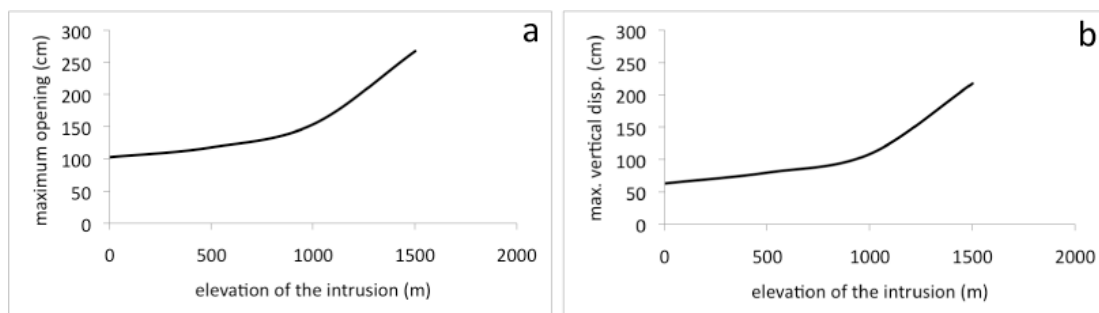 a
maximum opening (cm)
300
250
200
150
100
50
0
0 500 1000 1500 2000
elevation of the intrusion (m)
b
max. vertical disp. (cm)
300
250
200
150
100
50
0
0 500 1000 1500 2000
elevation of the intrusion (m)